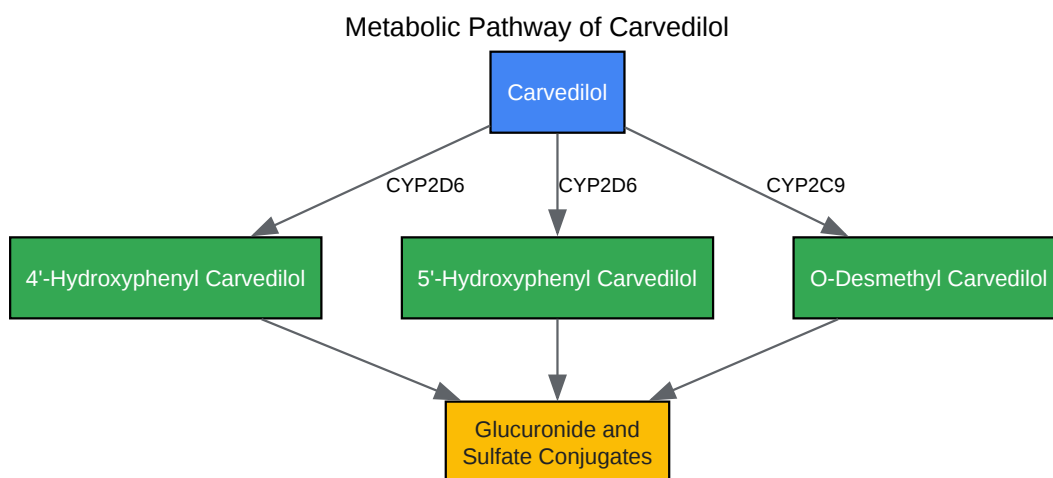 Metabolic Pathway of Carvedilol
Carvedilol
CYP2D6
CYP2D6
CYP2C9
4'-Hydroxyphenyl Carvedilol
5'-Hydroxyphenyl Carvedilol
O-Desmethyl Carvedilol
Glucuronide and
Sulfate Conjugates